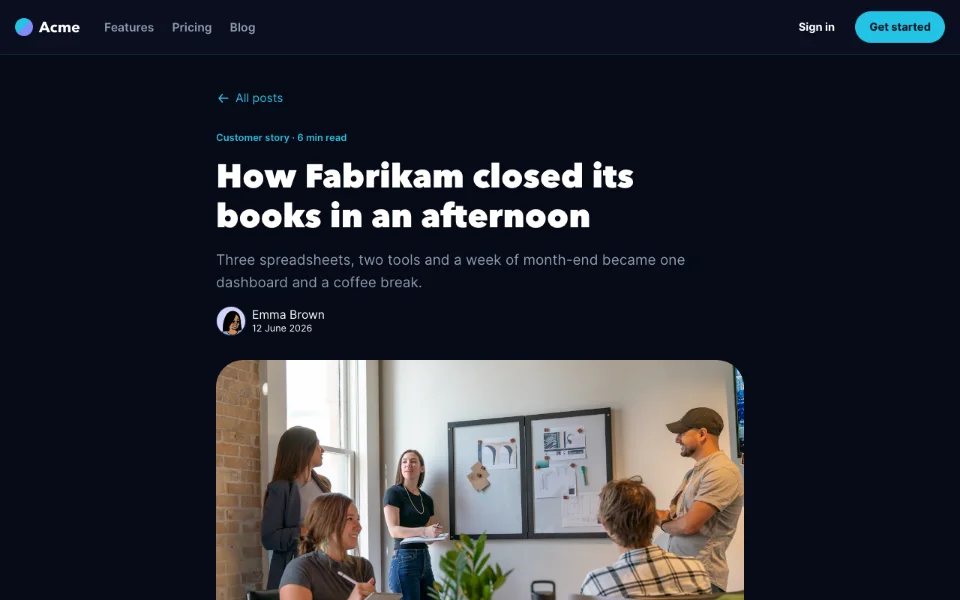 Acme
Features
Pricing
Blog
Sign in
Get started
← All posts
Customer story · 6 min read
How Fabrikam closed its
books in an afternoon
Three spreadsheets, two tools and a week of month-end became one
dashboard and a coffee break.
Emma Brown
12 June 2026